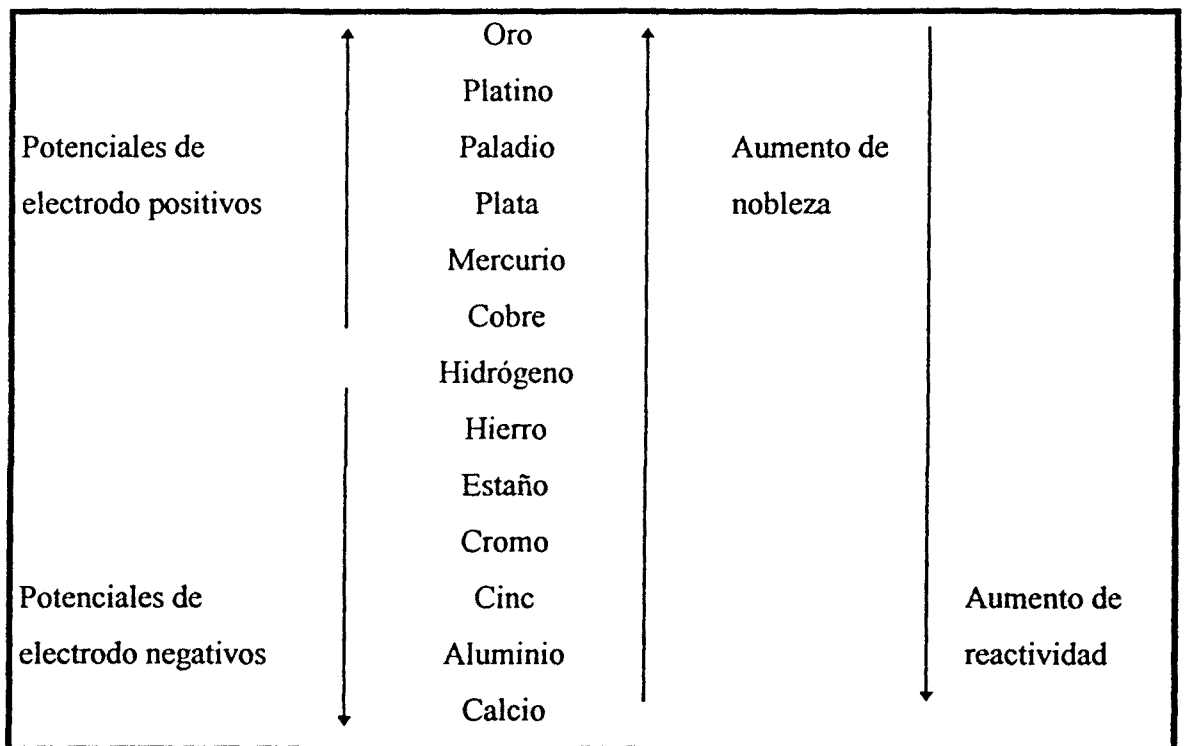 Oro
Platino
Potenciales de Paladio Aumento de
electrodo positivos Plata nobleza
Mercurio
Cobre
Hidrógeno
Hierro
Estaño
Cromo
Potenciales de Cinc Aumento de
electrodo negativos Aluminio reactividad
Calcio